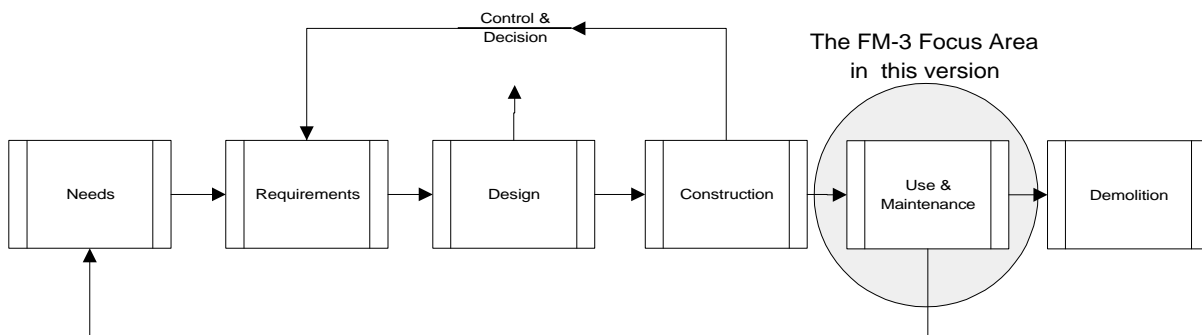 Control &
Decision
The FM-3 Focus Area
in this version
Needs
Requirements
Design
Construction
Use &
Maintenance
Demolition